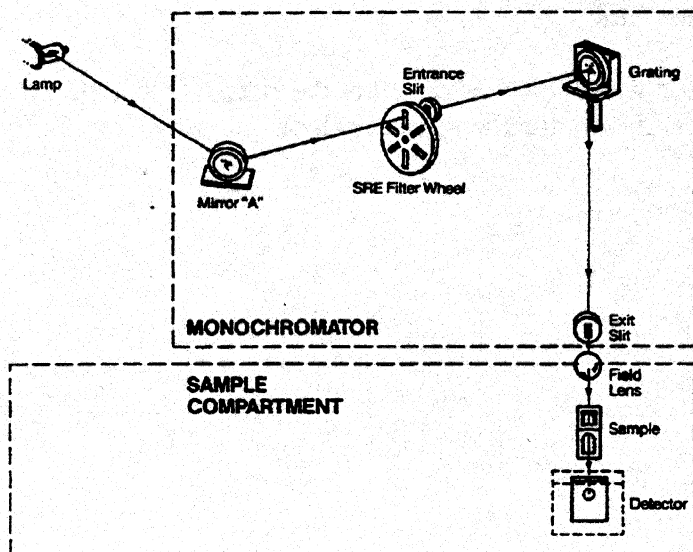 Lamp
Mirror "A"
Entrance
Slit
SRE Filter Wheel
Grating
MONOCHROMATOR
Exit
Slit
SAMPLE
COMPARTMENT
Field
Lens
Sample
Detector